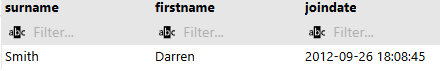 surname firstname joindate
abc Filter... abc Filter... abc Filter...
Smith Darren 2012-09-26 18:08:45